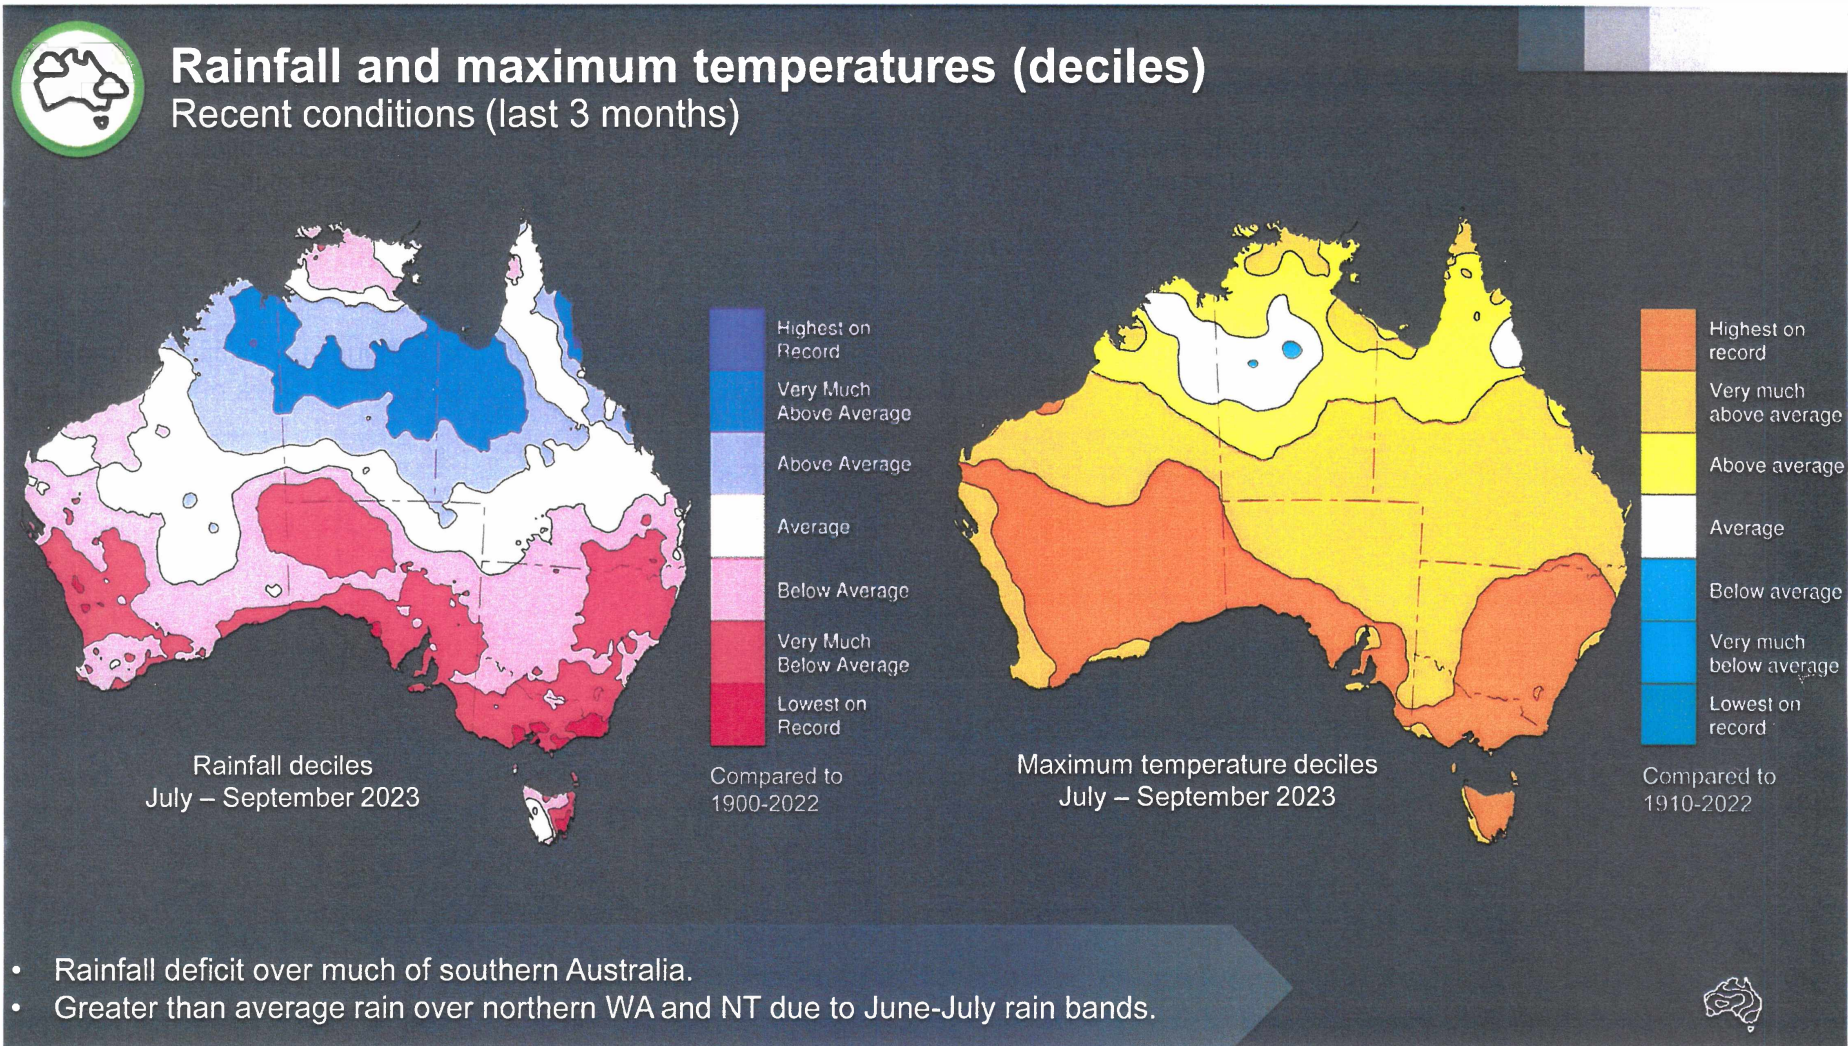 Rainfall and maximum temperatures (deciles)
Recent conditions (last 3 months)
Highest on
Record
Very Much
Above Average
Above Average
Average
Below Average
Very Much
Below Average
Lowest on
Record
Compared to
1900-2022
Rainfall deciles
July – September 2023
Highest on
record
Very much
above average
Above average
Average
Below average
Very much
below average
Lowest on
record
Compared to
1910-2022
Maximum temperature deciles
July – September 2023
• Rainfall deficit over much of southern Australia.
• Greater than average rain over northern WA and NT due to June-July rain bands.